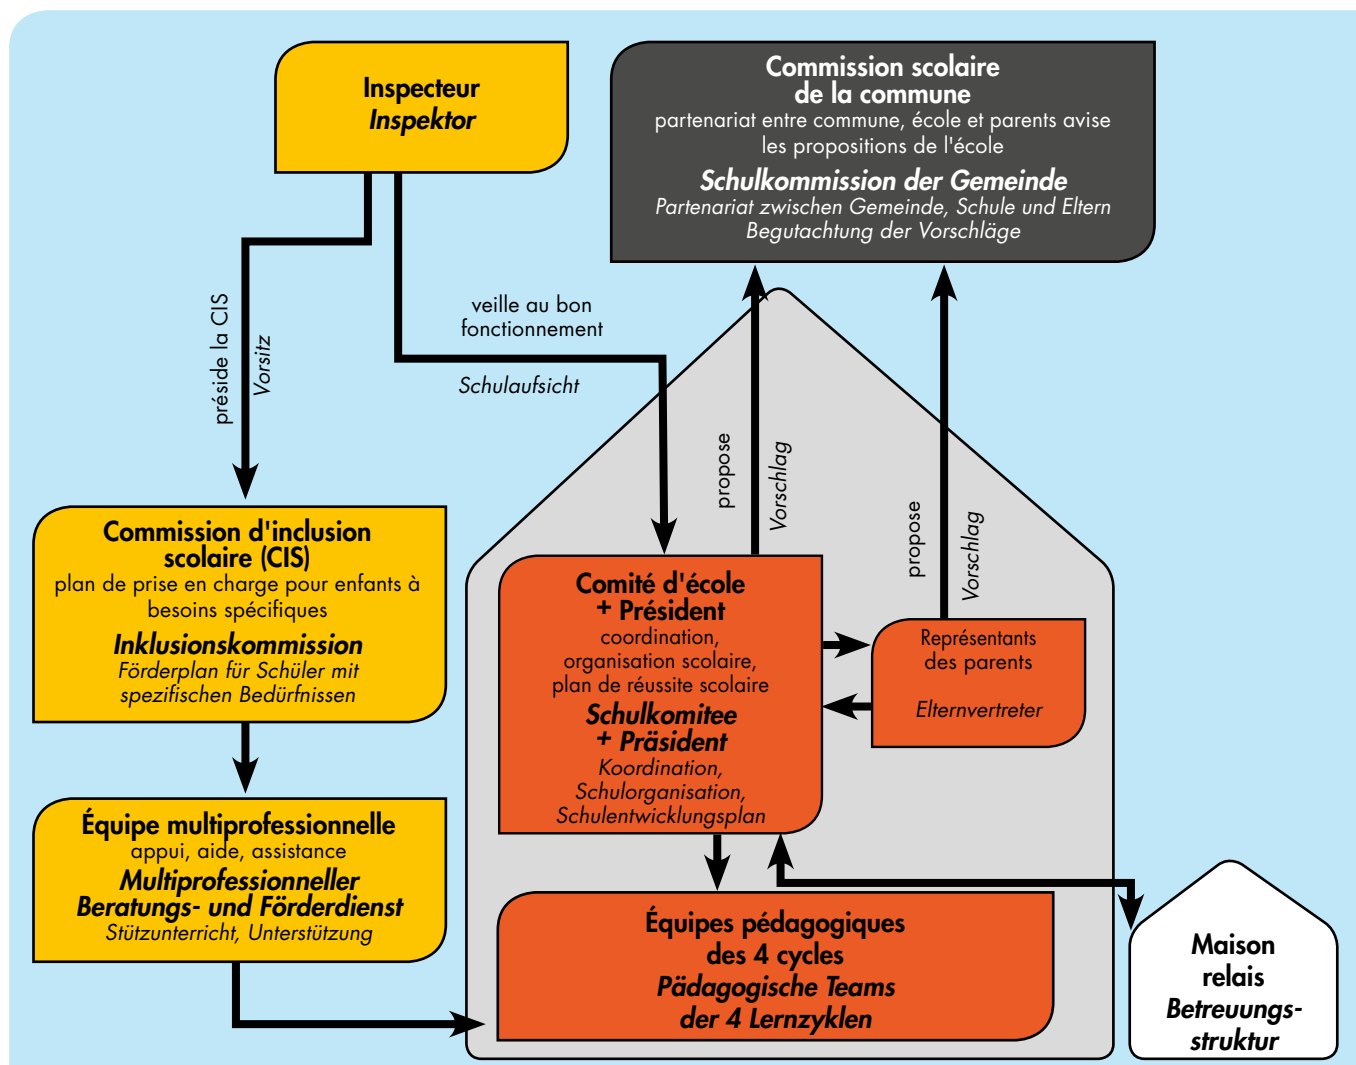 Inspecteur
Inspektor
Commission scolaire
de la commune
partenariat entre commune, école et parents avise
les propositions de l'école
Schulkommission der Gemeinde
Partenariat zwischen Gemeinde, Schule und Eltern
Begutachtung der Vorschläge
préside la CIS
Vorsitz
veille au bon
fonctionnement
Schulaufsicht
propose
Vorschlag
propose
Vorschlag
Commission d'inclusion
scolaire (CIS)
plan de prise en charge pour enfants à
besoins spécifiques
Inklusionskommission
Förderplan für Schüler mit
spezifischen Bedürfnissen
Comité d'école
+ Président
coordination,
organisation scolaire,
plan de réussite scolaire
Schulkomitee
+ Präsident
Koordination,
Schulorganisation,
Schulentwicklungsplan
Représentants
des parents
Elternvertreter
Équipe multiprofessionnelle
appui, aide, assistance
Multiprofessionneller
Beratungs- und Förderdienst
Stützunterricht, Unterstützung
Équipes pédagogiques
des 4 cycles
Pädagogische Teams
der 4 Lernzyklen
Maison
relais
Betreuungs-
struktur